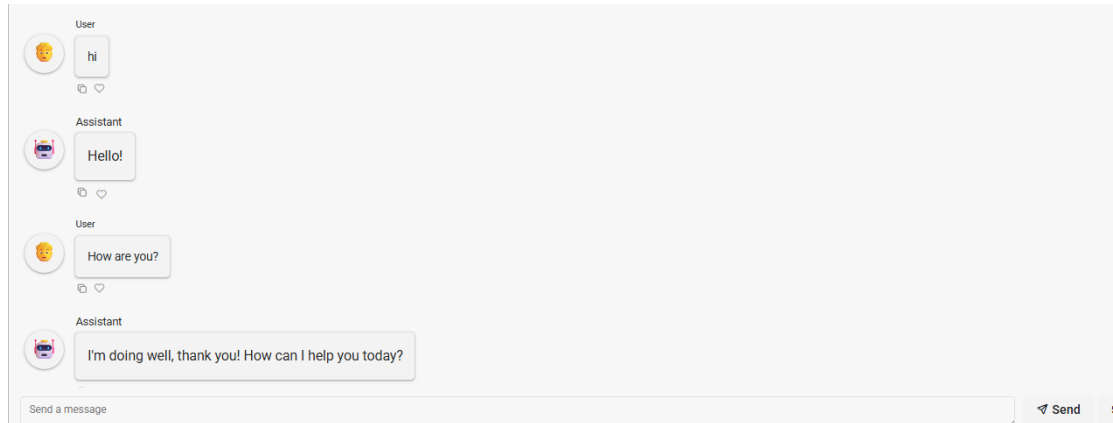 User
hi
Assistant
Hello!
User
How are you?
Assistant
I'm doing well, thank you! How can I help you today?
Send a message
Send